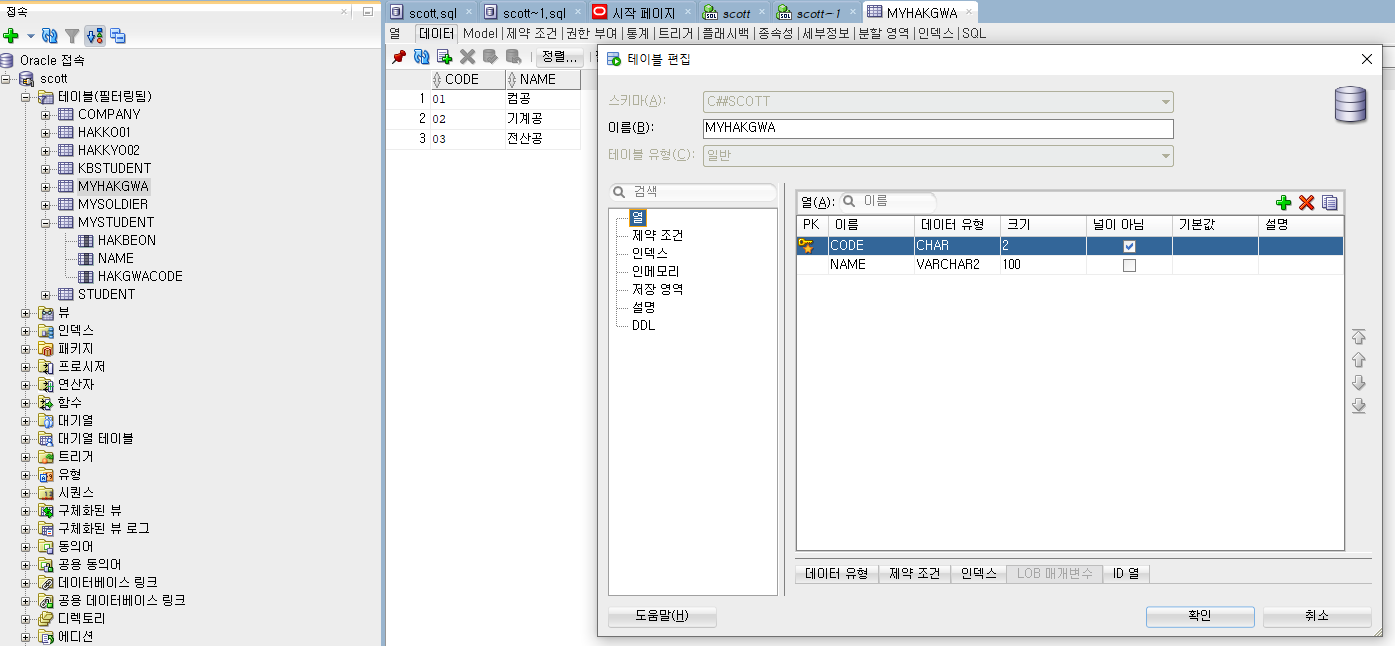 접속
scott.sql
scott~1.sql
시작 페이지
scott
scott~1
MYHAKGWA
열 데이터 Model 제약 조건 권한 부여 통계 트리거 플래시백 종속성 세부정보 분할 영역 인덱스 SQL
정렬...
CODE NAME
1 01 컴공
2 02 기계공
3 03 전산공
Oracle 접속
scott
테이블(필터링됨)
COMPANY
HAKKO01
HAKKYO02
KBSTUDENT
MYHAKGWA
MYSOLDIER
MYSTUDENT
HAKBEON
NAME
HAKGWACODE
STUDENT
뷰
인덱스
패키지
프로시저
연산자
함수
대기열
대기열 테이블
트리거
유형
시퀀스
구체화된 뷰
구체화된 뷰 로그
동의어
공용 동의어
데이터베이스 링크
공용 데이터베이스 링크
디렉토리
에디션
테이블 편집
스키마(A): C##SCOTT
이름(B): MYHAKGWA
테이블 유형(C): 일반
검색
열
제약 조건
인덱스
인메모리
저장 영역
설명
DDL
열(A): 이름
PK 이름 데이터 유형 크기 널이 아님 기본값 설명
CODE CHAR 2
NAME VARCHAR2 100
데이터 유형 제약 조건 인덱스 LOB 매개변수 ID 열
도움말(H) 확인 취소